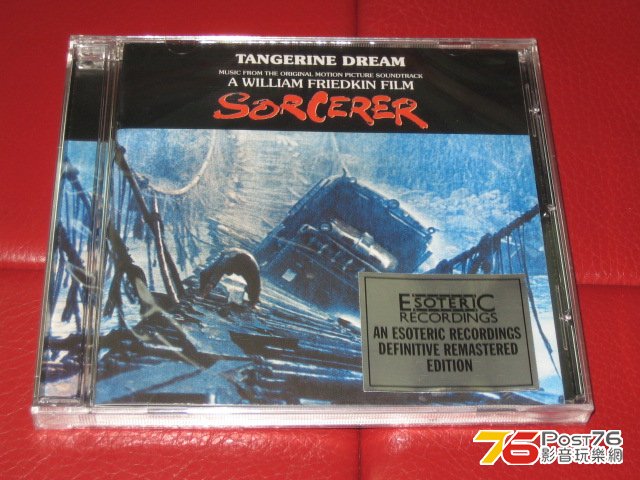 TANGERINE DREAM
MUSIC FROM THE ORIGINAL MOTION PICTURE SOUNDTRACK
A WILLIAM FRIEDKIN FILM
SORCERER
ESOTERIC
RECORDINGS
AN ESOTERIC RECORDINGS
DEFINITIVE REMASTERED
EDITION
76 Post76
影音玩樂網